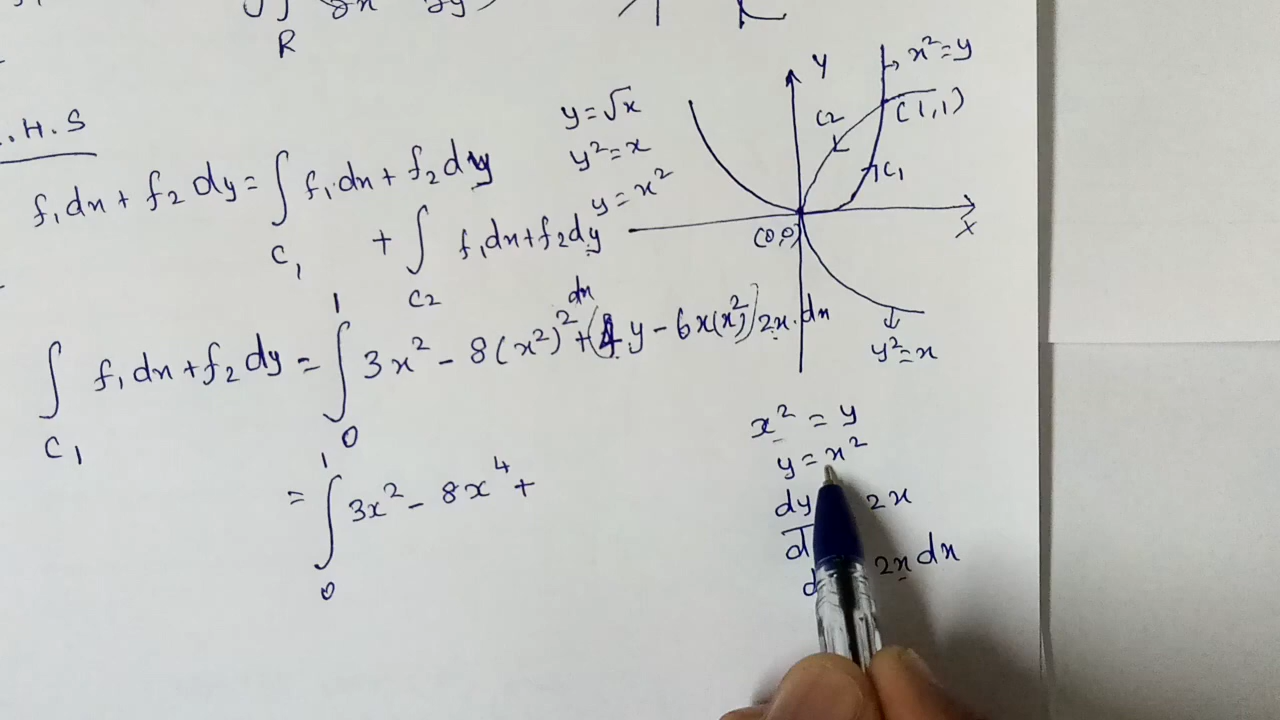 R
.H.S
f₁dx + f₂dy = ∫ f₁dx + f₂dy
C₁
+ ∫ f₁dx + f₂dy
C2
y = √x
y² = x
y = x²
Y
x² = y
(1,1)
C2
C₁
(0,0)
X
y² = x
∫ f₁dx + f₂dy = ∫ 3x² - 8(x²)² dx + (4y - 6x(x²)) 2x.dx
C₁
1
0
= ∫ 3x² - 8x⁴ +
1
0
x² = y
y = x²
dy 2x
d
d 2x dx